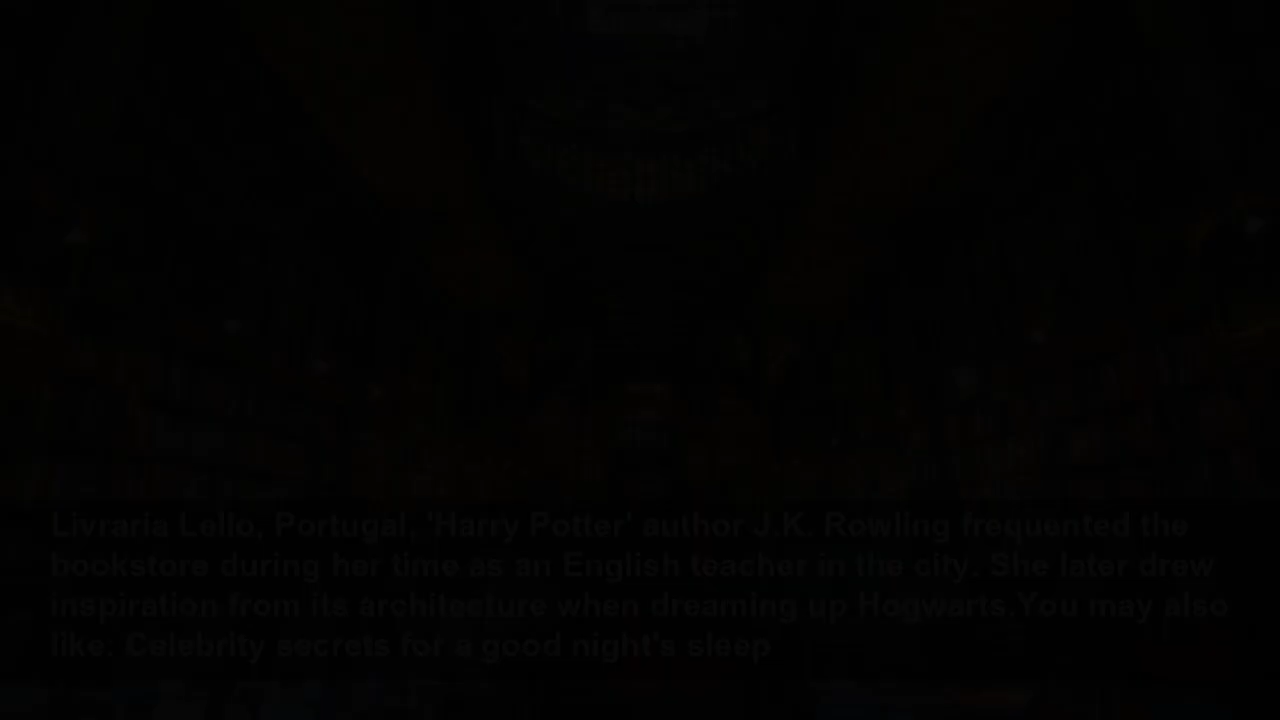 Livraria Lello, Portugal, 'Harry Potter' author J.K. Rowling frequented the
bookstore during her time as an English teacher in the city. She later drew
inspiration from its architecture when dreaming up Hogwarts.You may also
like: Celebrity secrets for a good night's sleep